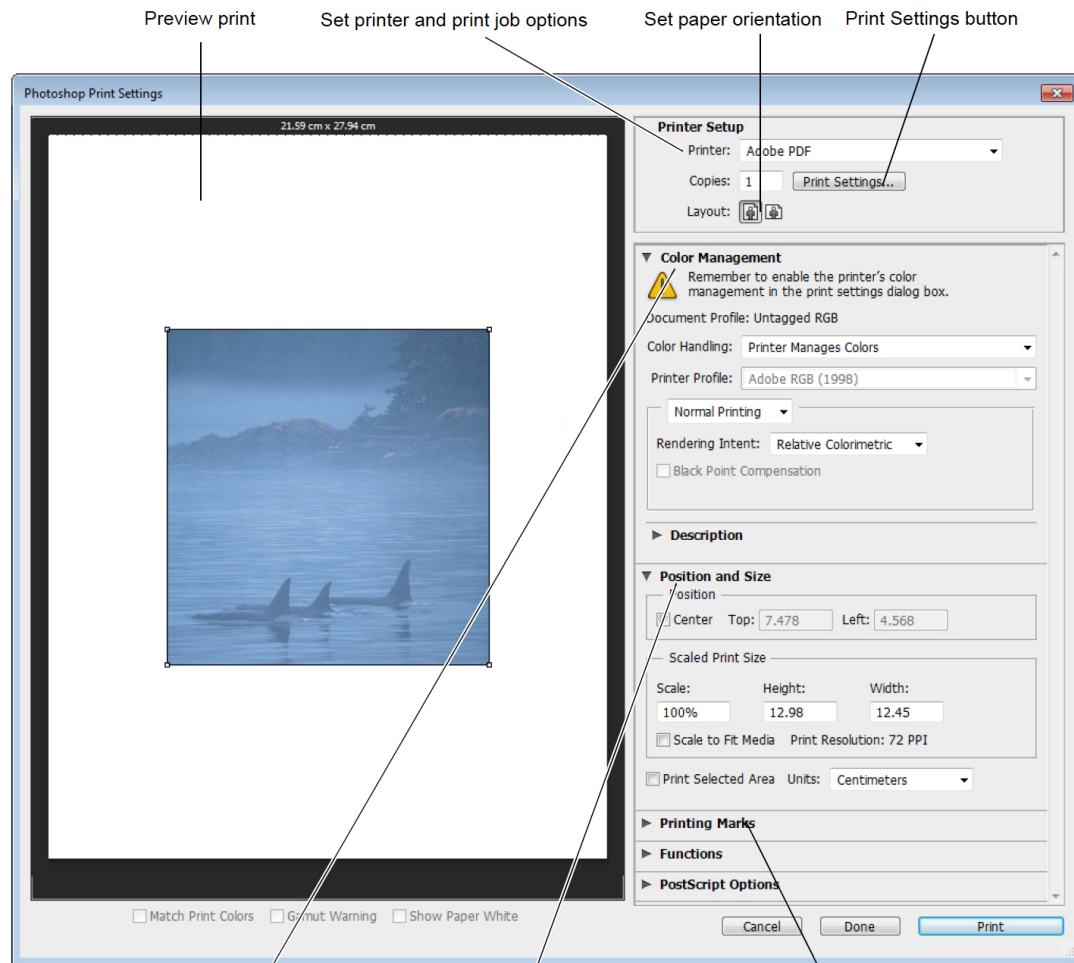 Preview print
Set printer and print job options
Set paper orientation
Print Settings button
Photoshop Print Settings
21.59 cm x 27.94 cm
Printer Setup
Printer: Adobe PDF
Copies: 1 Print Settings...
Layout:
Color Management
Remember to enable the printer's color
management in the print settings dialog box.
Document Profile: Untagged RGB
Color Handling: Printer Manages Colors
Printer Profile: Adobe RGB (1998)
Normal Printing
Rendering Intent: Relative Colorimetric
Black Point Compensation
Description
Position and Size
Position
Center Top: 7.478 Left: 4.568
Scaled Print Size
Scale: Height: Width:
100% 12.98 12.45
Scale to Fit Media Print Resolution: 72 PPI
Print Selected Area Units: Centimeters
Printing Marks
Functions
PostScript Options
Match Print Colors Gamut Warning Show Paper White
Cancel Done Print